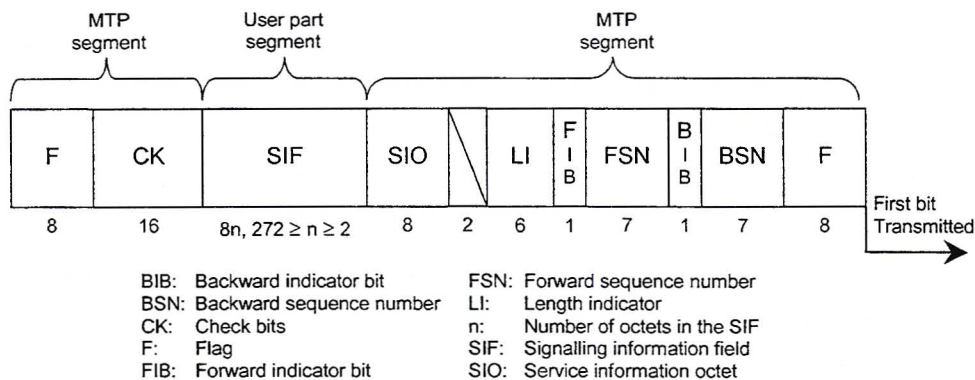 MTP segment
User part segment
MTP segment
F CK SIF SIO LI FIB FSN BIB BSN F
8 16 8n, 272 ≥ n ≥ 2 8 2 6 1 7 1 7 8
First bit
Transmitted
BIB: Backward indicator bit
BSN: Backward sequence number
CK: Check bits
F: Flag
FIB: Forward indicator bit
FSN: Forward sequence number
LI: Length indicator
n: Number of octets in the SIF
SIF: Signalling information field
SIO: Service information octet